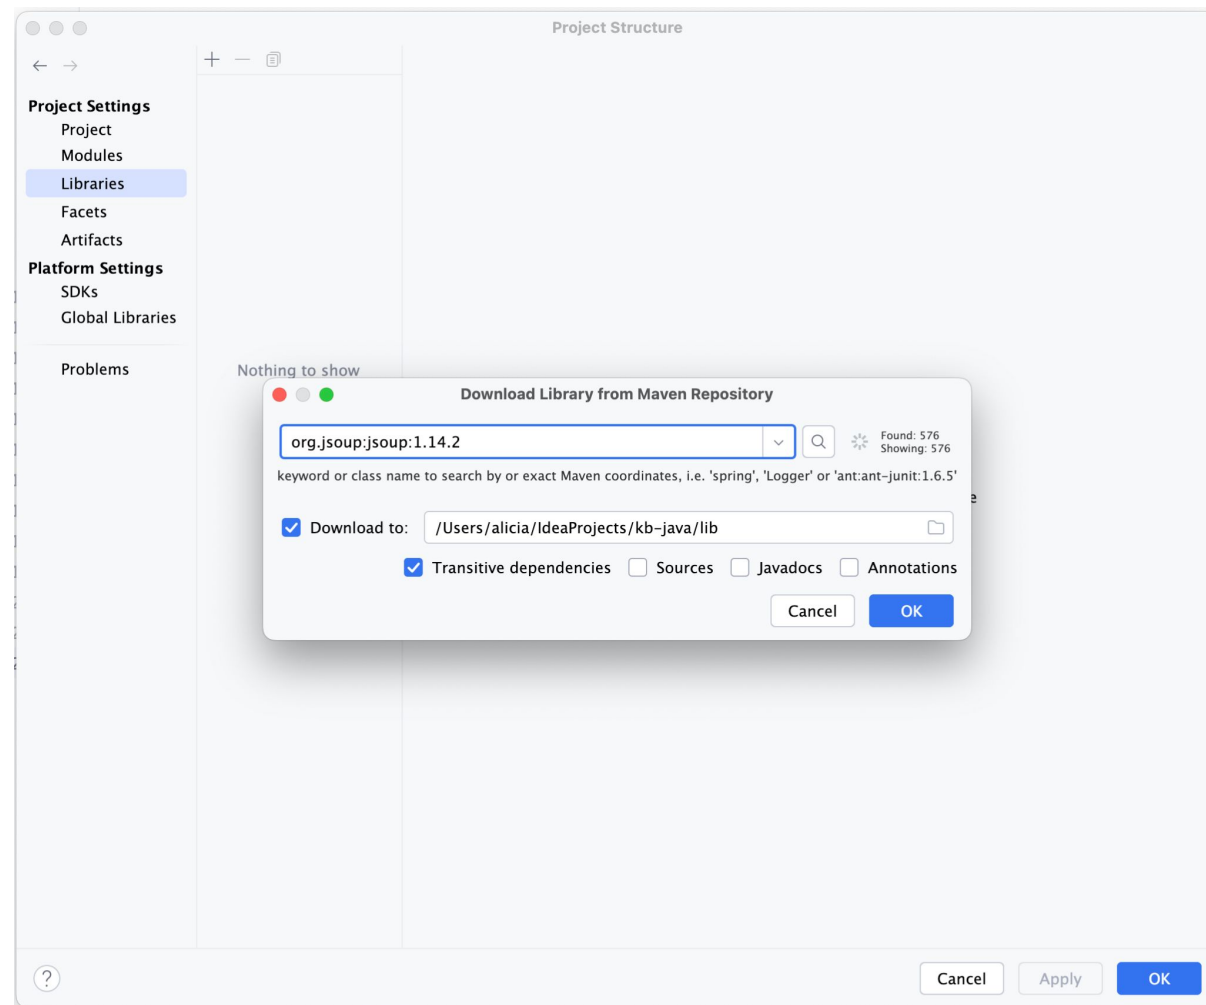 Project Structure
Project Settings
Project
Modules
Libraries
Facets
Artifacts
Platform Settings
SDKs
Global Libraries
Problems
Nothing to show
Download Library from Maven Repository
org.jsoup:jsoup:1.14.2
Found: 576
Showing: 576
keyword or class name to search by or exact Maven coordinates, i.e. 'spring', 'Logger' or 'ant:ant-junit:1.6.5'
Download to: /Users/alicia/IdeaProjects/kb-java/lib
Transitive dependencies Sources Javadocs Annotations
Cancel OK
? Cancel Apply OK